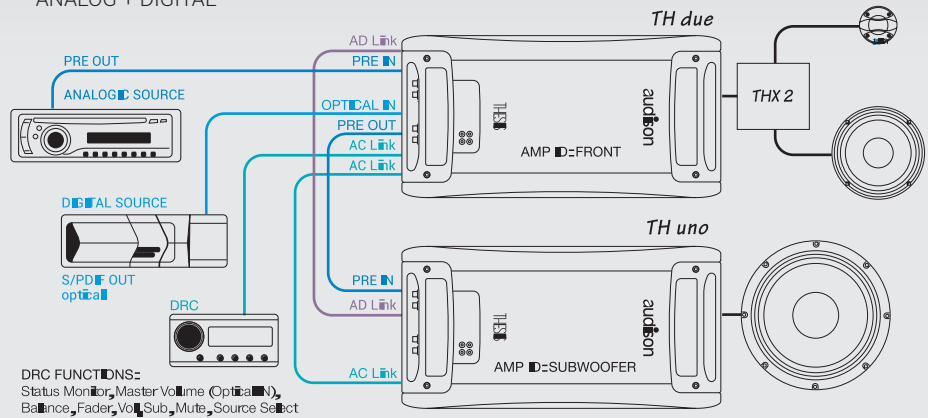 ANALOG + DIGITAL
TH due
AD Link
PRE OUT
PRE IN
ANALOGIC SOURCE
OPTICAL IN
THX 2
PRE OUT
THESIS
audison
AC Link
AMP ID=FRONT
AC Link
DIGITAL SOURCE
TH uno
S/PDIF OUT
optical
PRE IN
DRC
AD Link
THESIS
audison
AC Link
AMP ID=SUBWOOFER
DRC FUNCTIONS:
Status Monitor, Master Volume (Optical IN),
Balance, Fader, Vol. Sub, Mute, Source Select